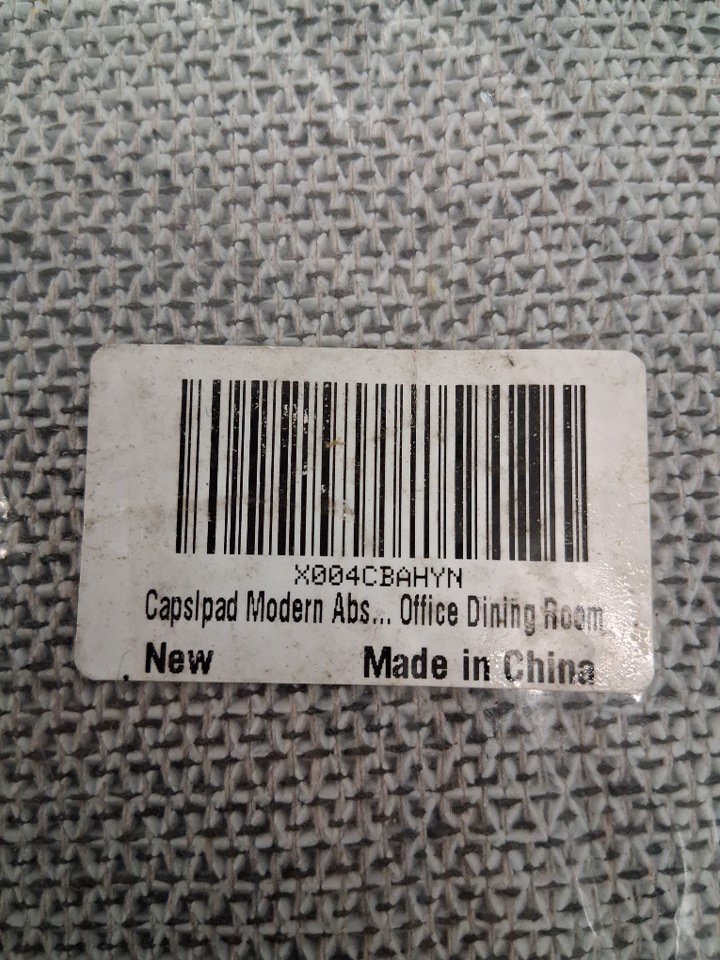 X004CBAHYN
Capslpad Modern Abs... Office Dining Room
New Made in China